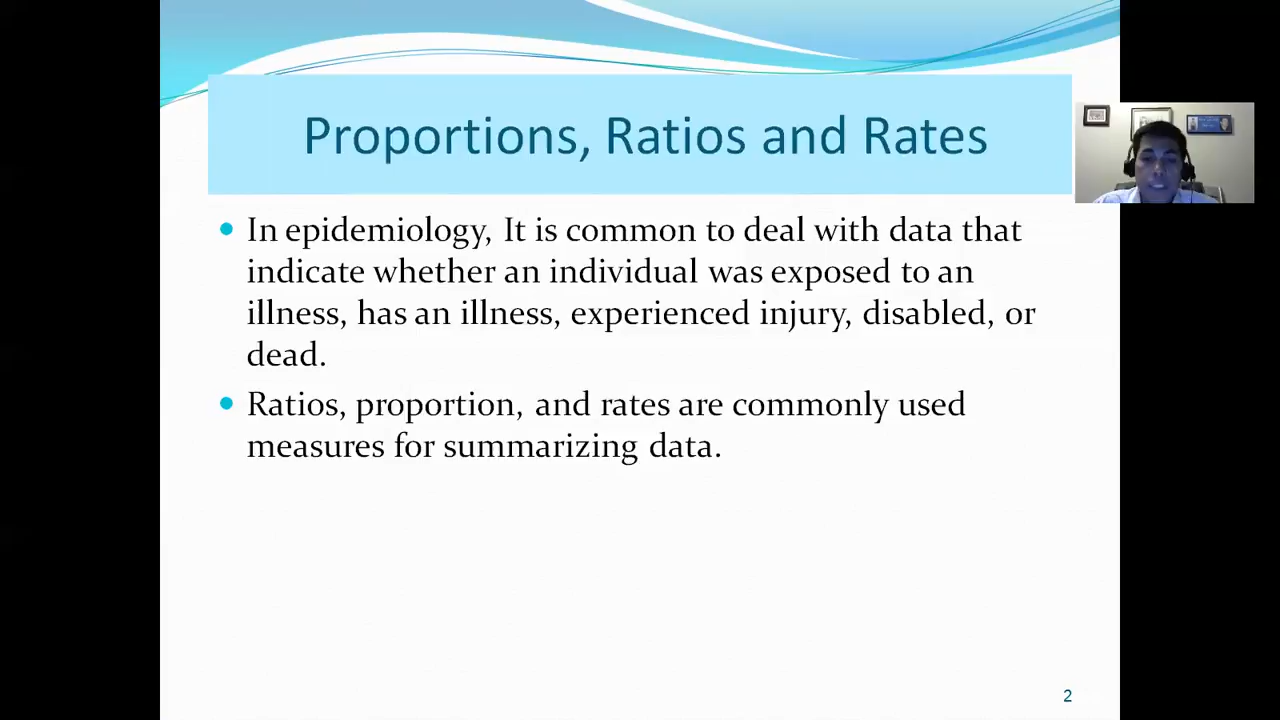 Proportions, Ratios and Rates
In epidemiology, It is common to deal with data that
indicate whether an individual was exposed to an
illness, has an illness, experienced injury, disabled, or
dead.
Ratios, proportion, and rates are commonly used
measures for summarizing data.
2